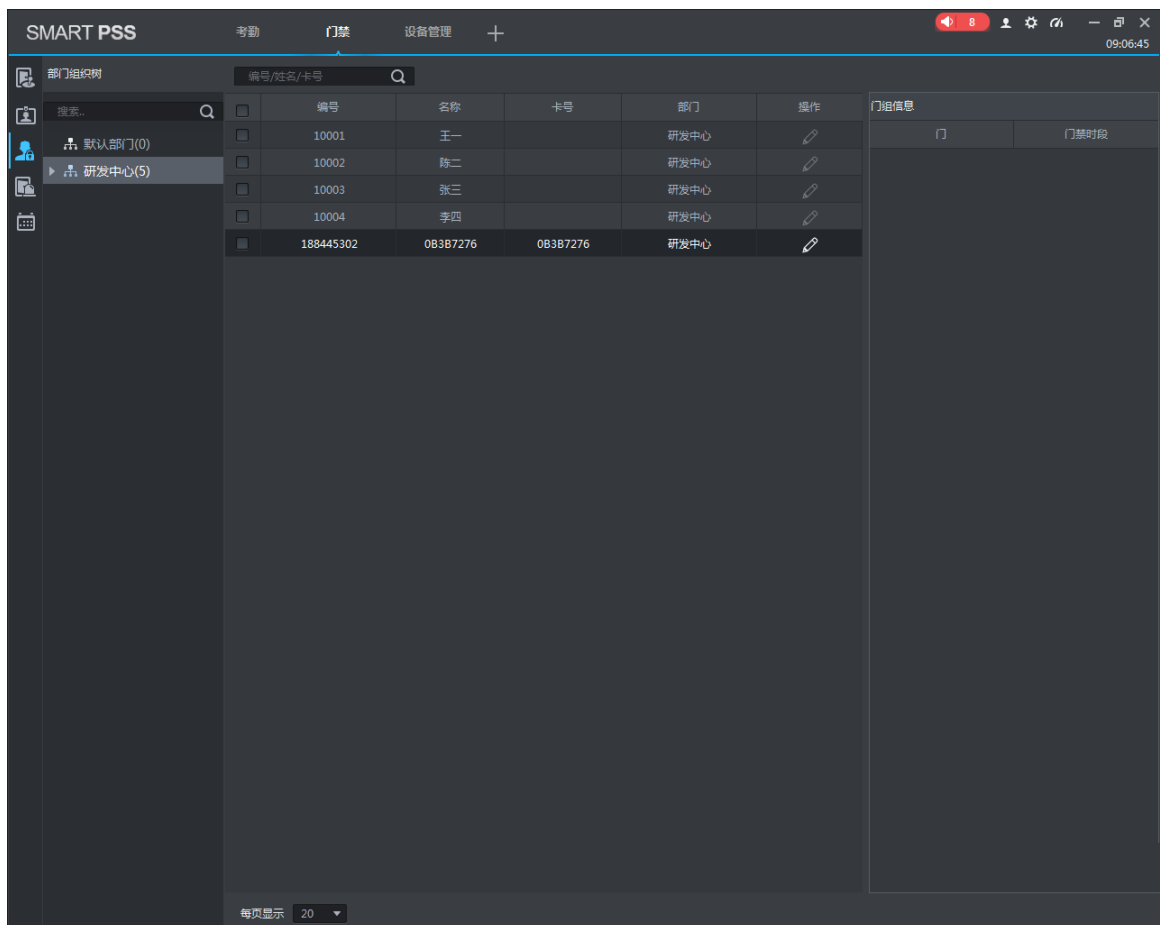 SMART PSS 考勤 门禁 设备管理 8
09:06:45
部门组织树 编号/姓名/卡号
搜索.. 编号 名称 卡号 部门 操作 门组信息
10001 王一 研发中心 门 门禁时段
默认部门(0)
10002 陈二 研发中心
研发中心(5)
10003 张三 研发中心
10004 李四 研发中心
188445302 0B3B7276 0B3B7276 研发中心
每页显示 20